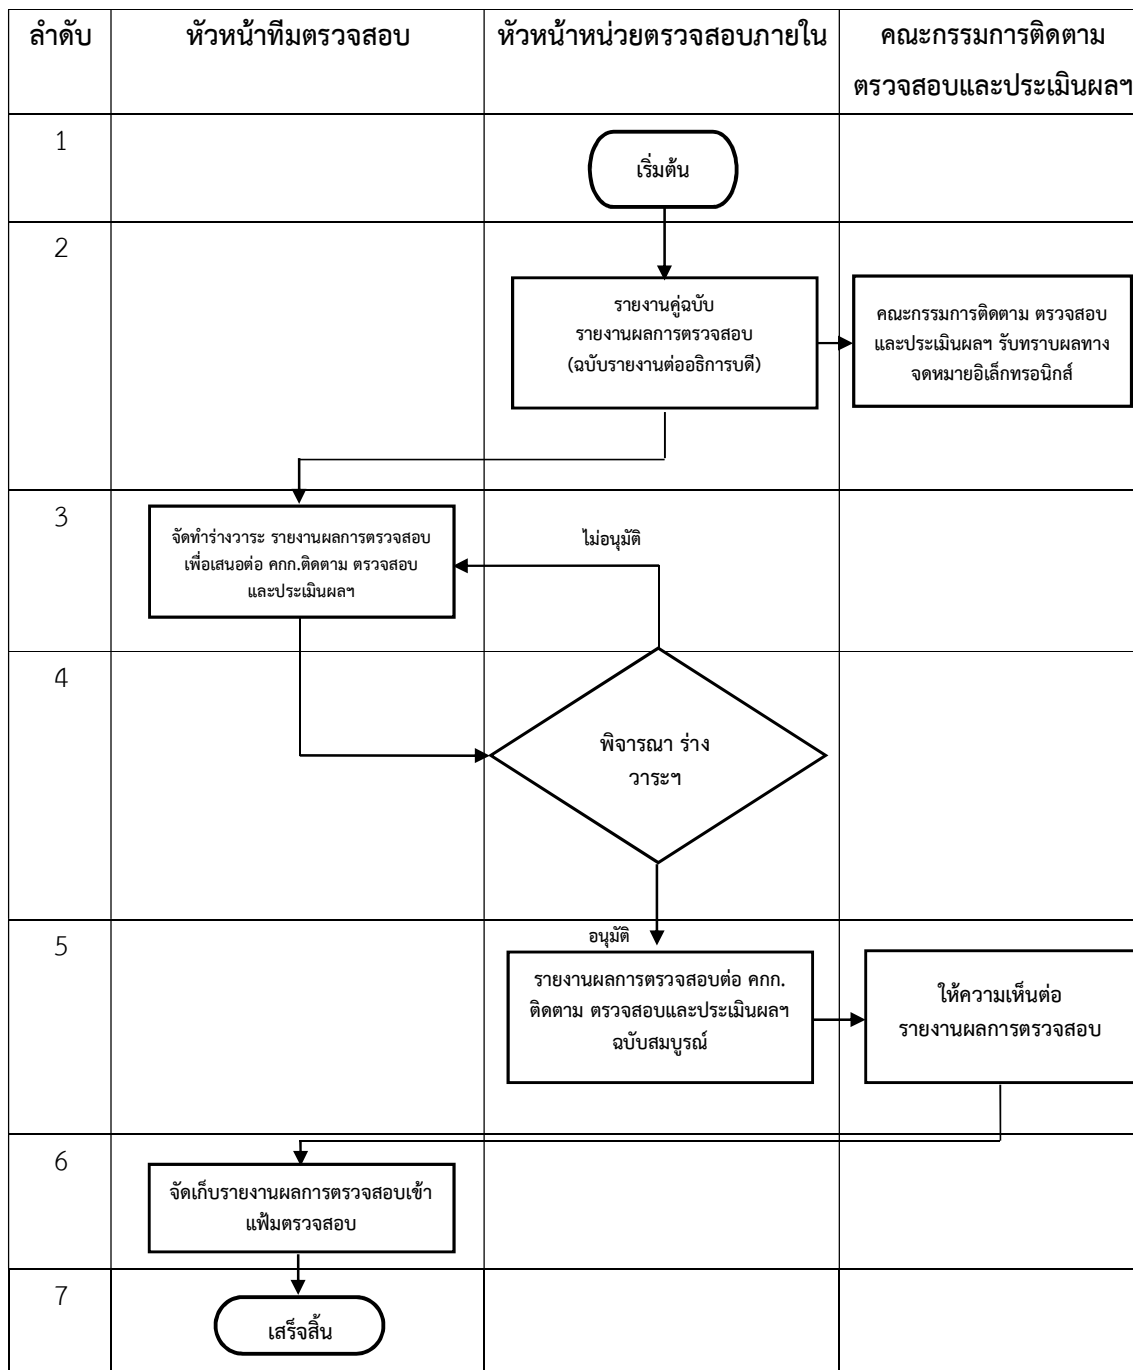 ลำดับ
หัวหน้าทีมตรวจสอบ
หัวหน้าหน่วยตรวจสอบภายใน
คณะกรรมการติดตาม
ตรวจสอบและประเมินผลฯ
1
เริ่มต้น
2
รายงานคู่ฉบับ
รายงานผลการตรวจสอบ
(ฉบับรายงานต่ออธิการบดี)
คณะกรรมการติดตาม ตรวจสอบ
และประเมินผลฯ รับทราบผลทาง
จดหมายอิเล็กทรอนิกส์
3
จัดทำร่างวาระ รายงานผลการตรวจสอบ
เพื่อเสนอต่อ คกก.ติดตาม ตรวจสอบ
และประเมินผลฯ
ไม่อนุมัติ
4
พิจารณา ร่าง
วาระฯ
5
อนุมัติ
รายงานผลการตรวจสอบต่อ คกก.
ติดตาม ตรวจสอบและประเมินผลฯ
ฉบับสมบูรณ์
ให้ความเห็นต่อ
รายงานผลการตรวจสอบ
6
จัดเก็บรายงานผลการตรวจสอบเข้า
แฟ้มตรวจสอบ
7
เสร็จสิ้น